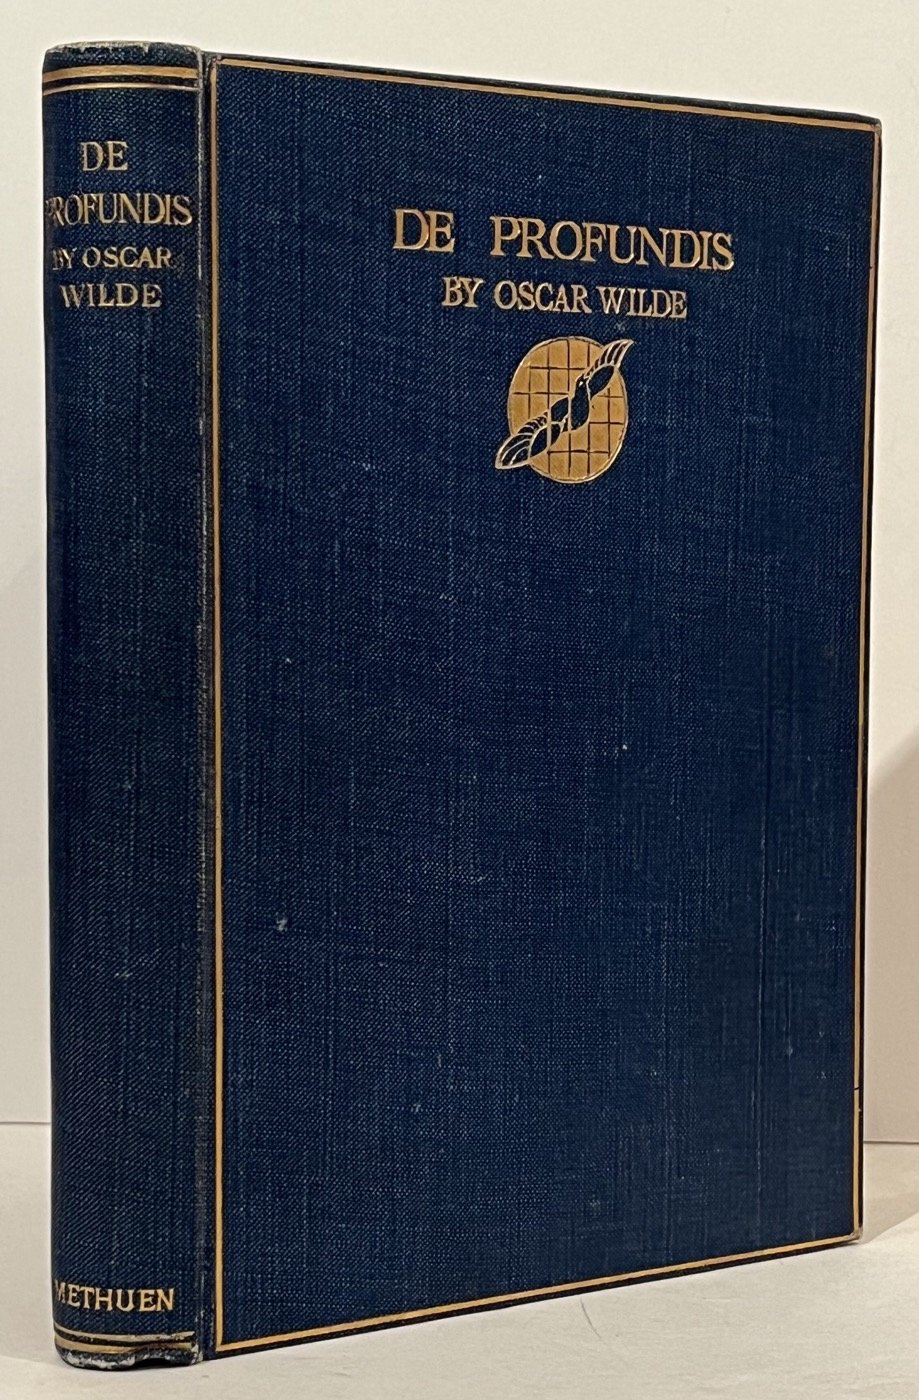 DE
PROFUNDIS
BY OSCAR
WILDE
METHUEN
DE PROFUNDIS
BY OSCAR WILDE